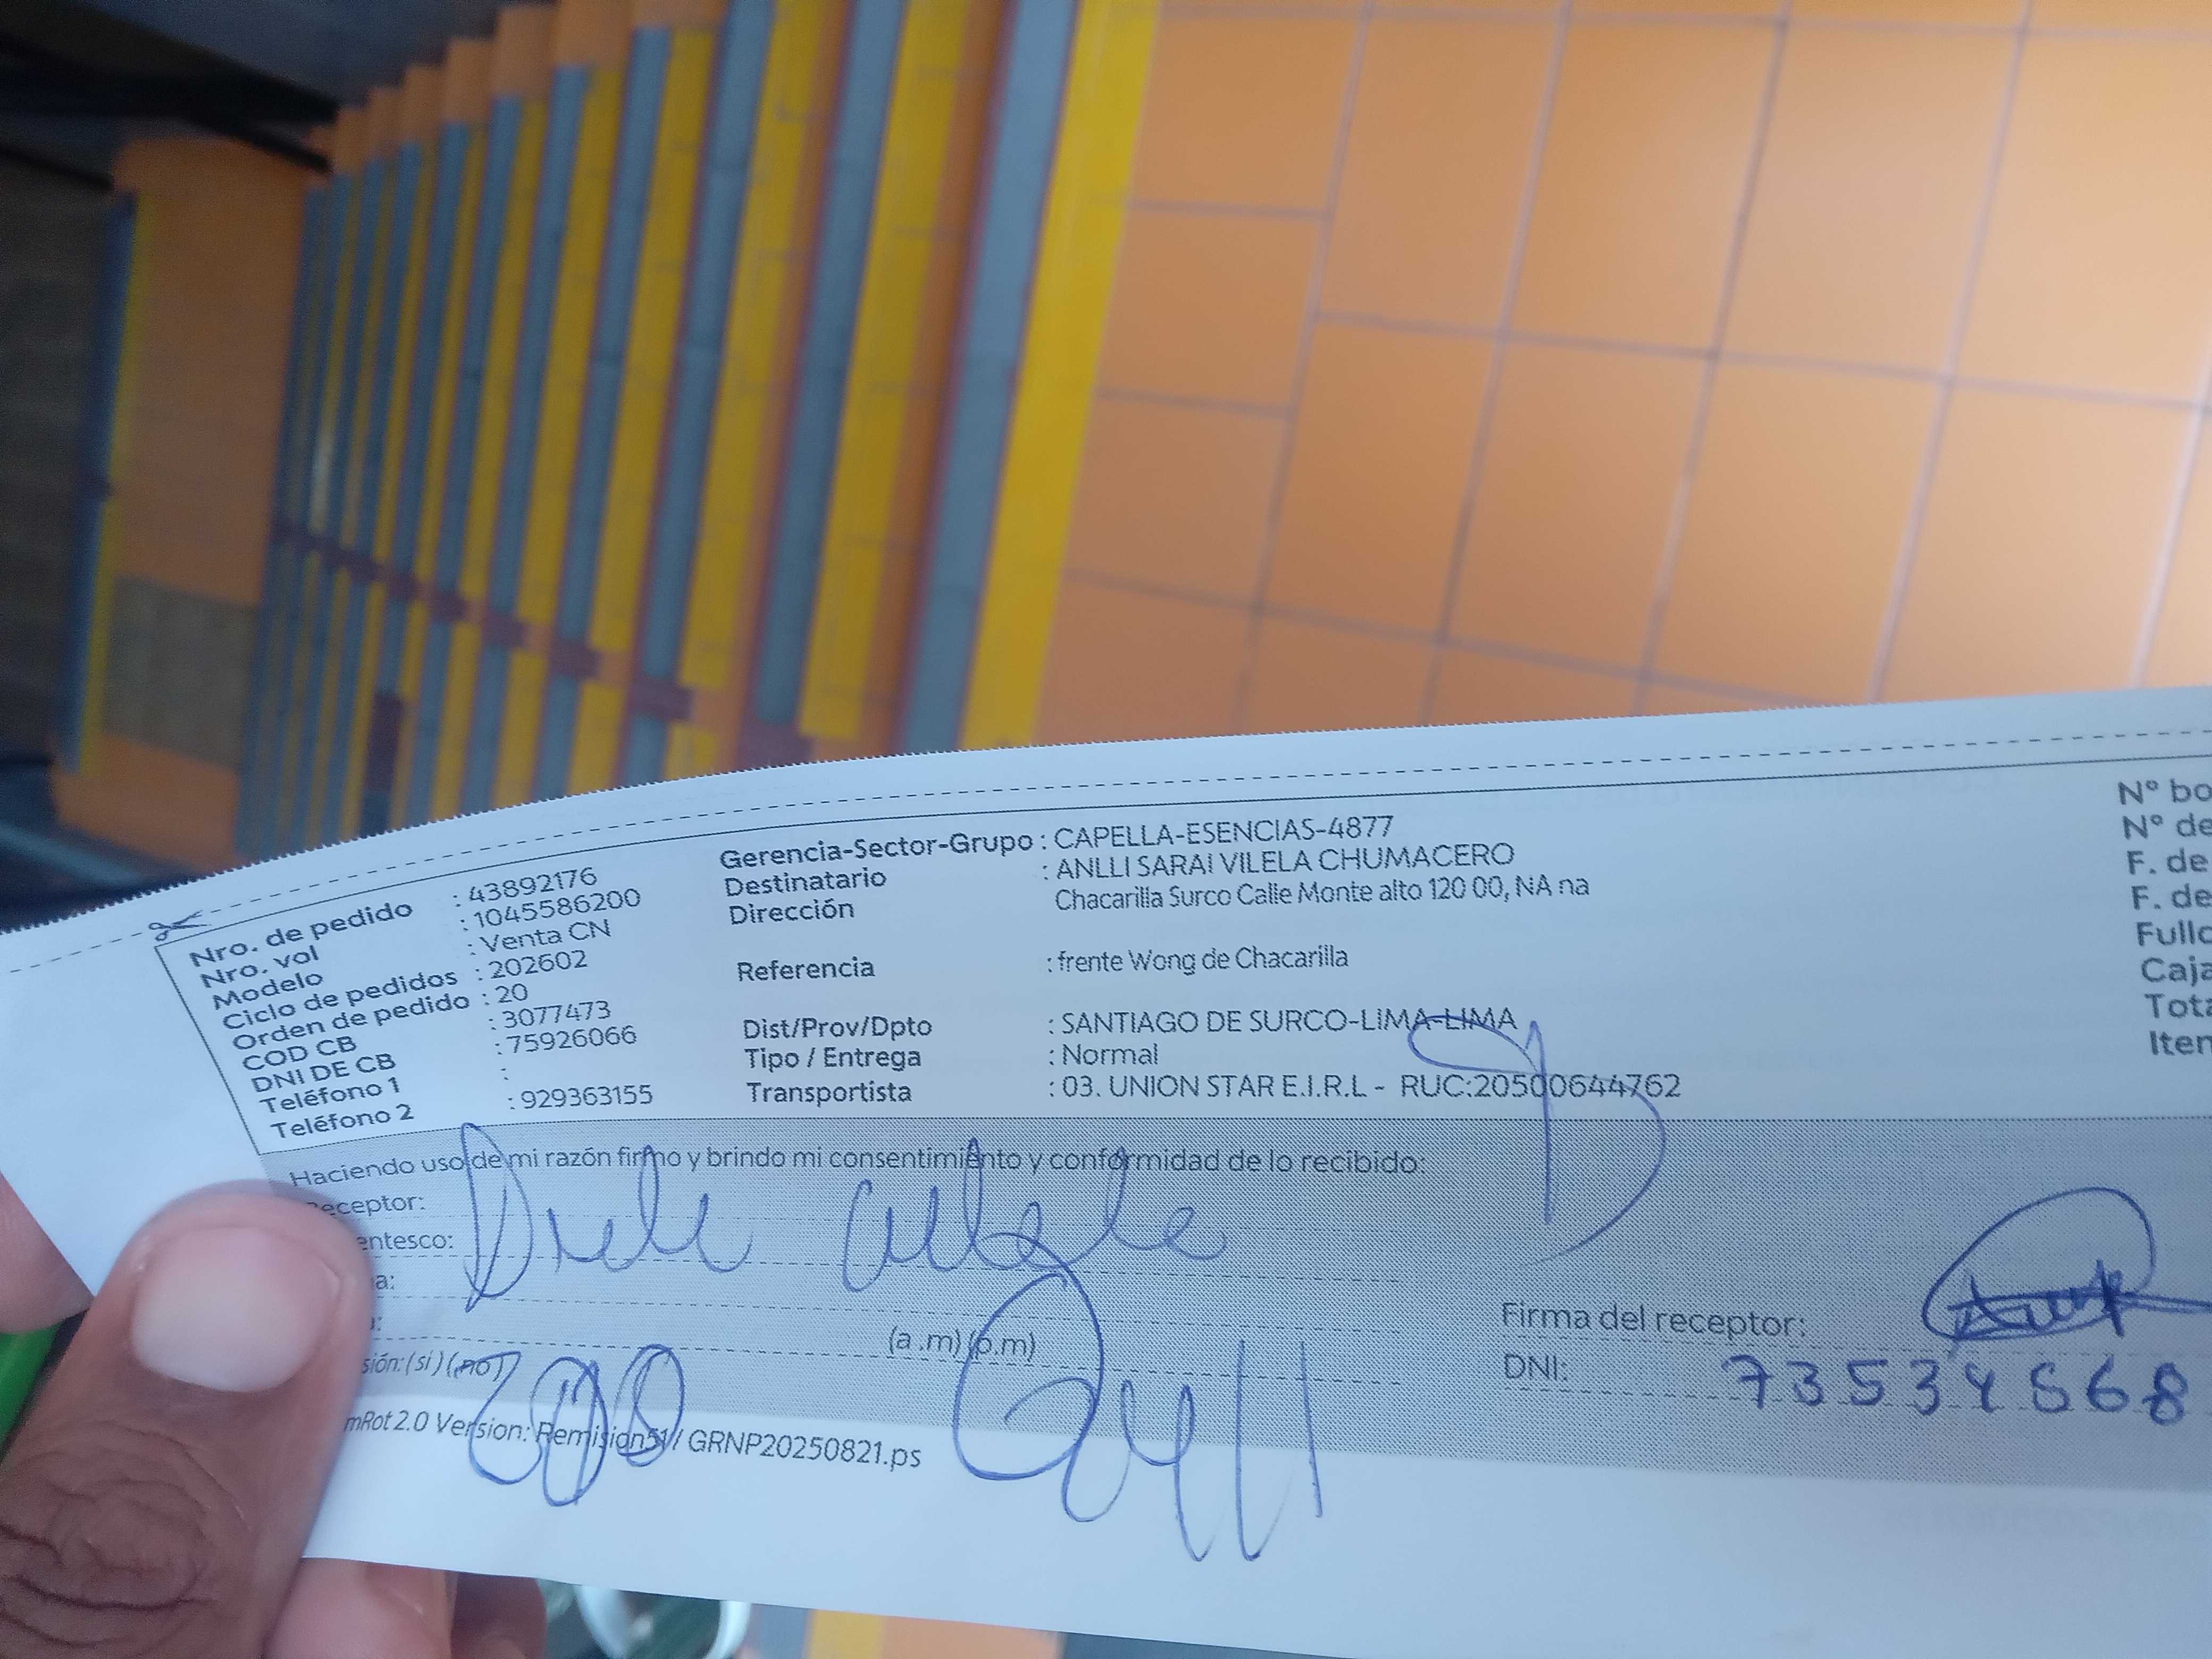 Nro. de pedido : 43892176
Nro. vol : 1045586200
Modelo : Venta CN
Ciclo de pedidos : 202602
Orden de pedido : 20
COD CB : 3077473
DNI DE CB : 75926066
Teléfono 1 :
Teléfono 2 : 929363155
Gerencia-Sector-Grupo : CAPELLA-ESENCIAS-4877
Destinatario : ANLLI SARAI VILELA CHUMACERO
Dirección Chacarilla Surco Calle Monte alto 120 00, NA na
Referencia : frente Wong de Chacarilla
Dist/Prov/Dpto : SANTIAGO DE SURCO-LIMA-LIMA
Tipo / Entrega : Normal
Transportista : 03. UNION STAR E.I.R.L - RUC:20500644762
N° bo
N° de
F. de
F. de
Fullc
Caja
Tota
Iten
Haciendo uso de mi razón firmo y brindo mi consentimiento y conformidad de lo recibido:
eceptor:
entesco:
a:
(a.m) (p.m)
sión: (si) (no)
Firma del receptor:
DNI: 73534568
mRot 2.0 Version: Remision51 / GRNP20250821.ps